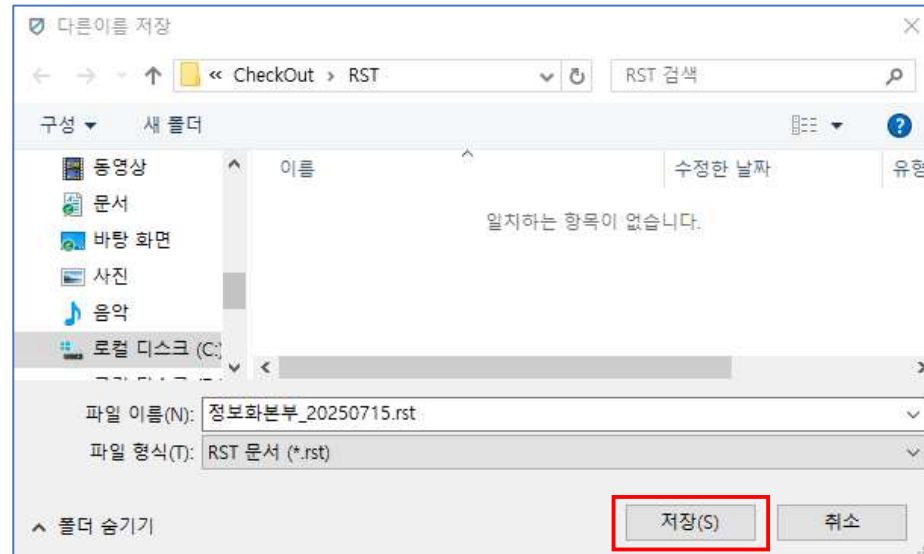 다른이름 저장
« CheckOut › RST
RST 검색
구성
새 폴더
이름
수정한 날짜
유형
동영상
문서
바탕 화면
사진
음악
로컬 디스크 (C:)
일치하는 항목이 없습니다.
파일 이름(N): 정보화본부_20250715.rst
파일 형식(T): RST 문서 (*.rst)
폴더 숨기기
저장(S)
취소